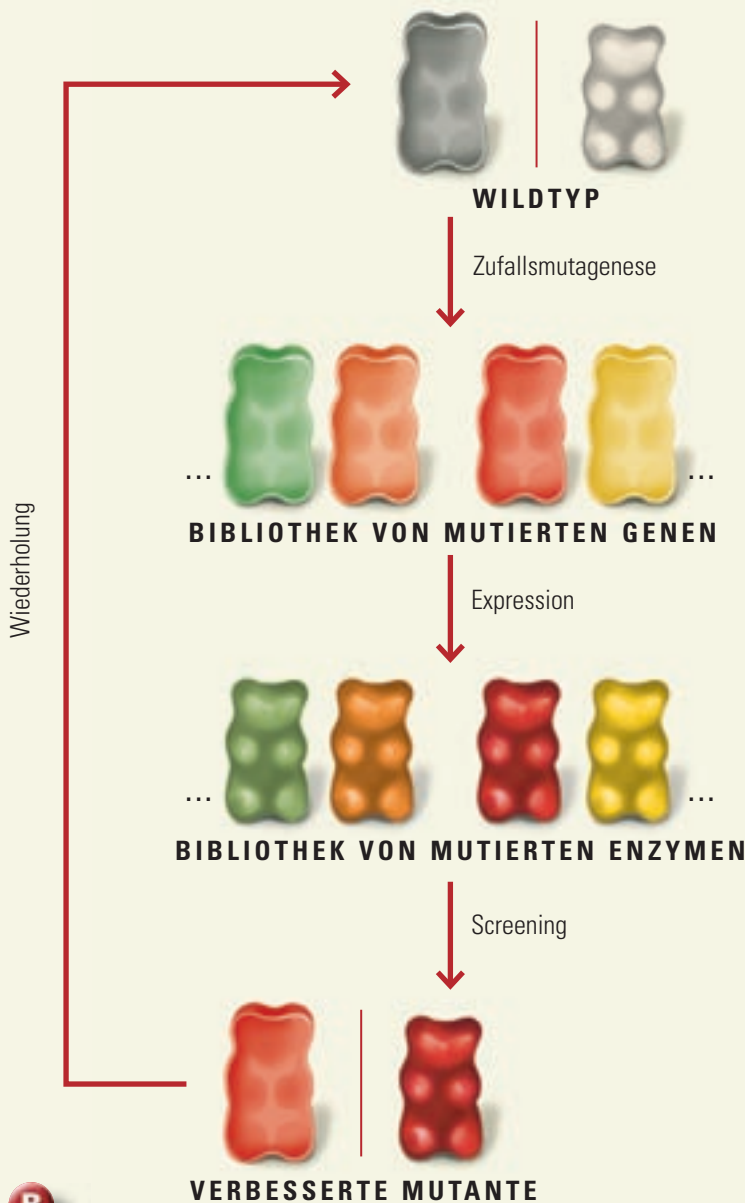 WILDTYP
Zufallsmutagenese
... ...
BIBLIOTHEK VON MUTIERTEN GENEN
Wiederholung
Expression
... ...
BIBLIOTHEK VON MUTIERTEN ENZYMEN
Screening
B
VERBESSERTE MUTANTE